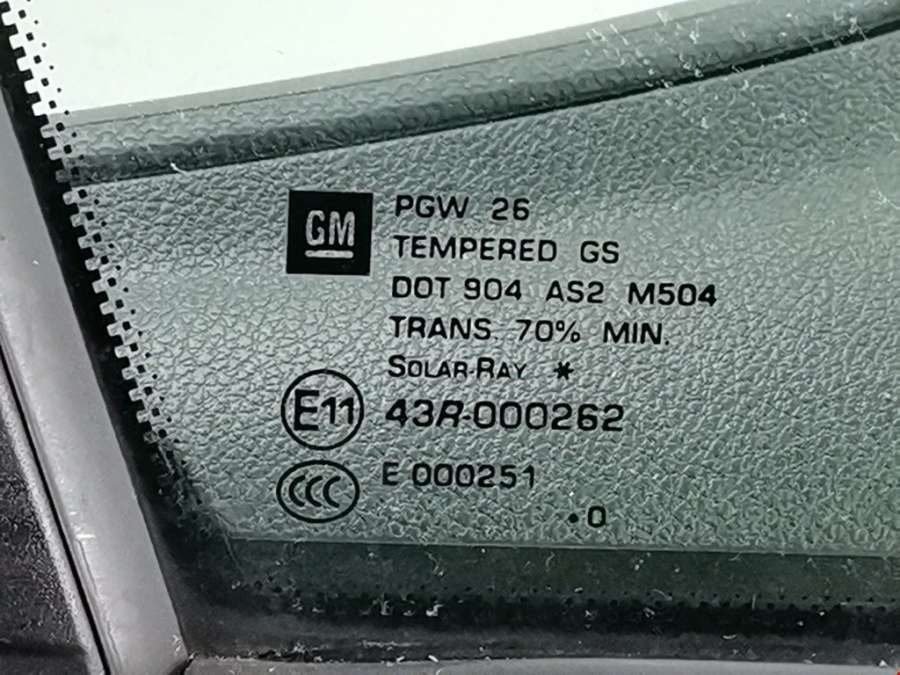 GM
PGW 26
TEMPERED GS
DOT 904 AS2 M504
TRANS. 70% MIN.
SOLAR-RAY *
E11 43R-000262
CCC E 000251
.0